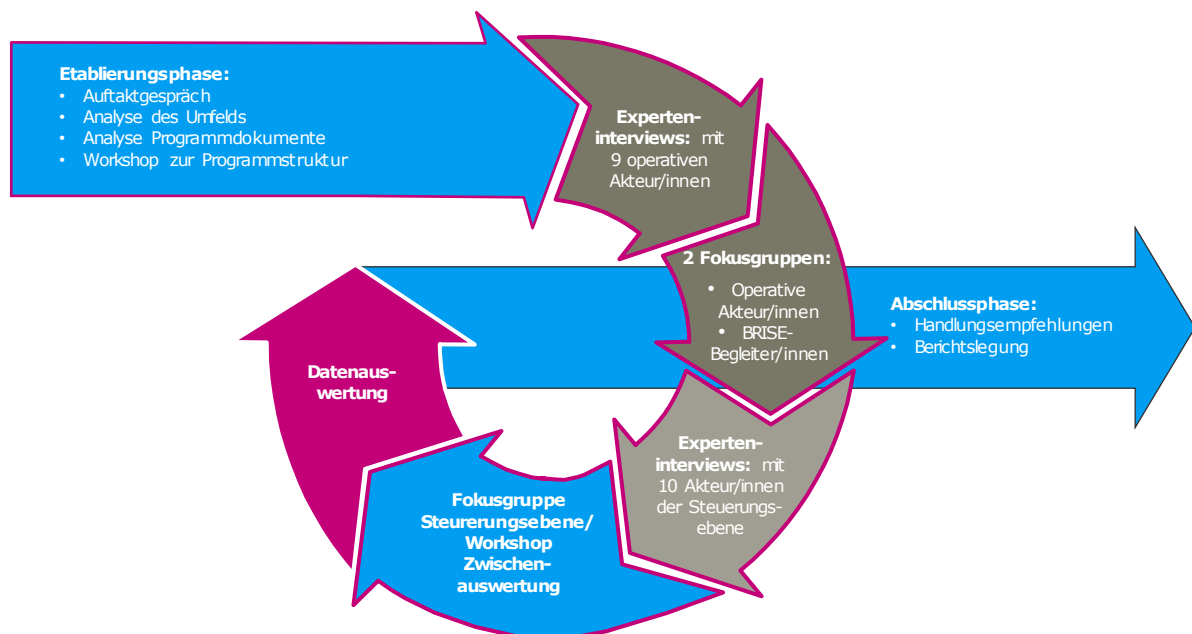 Etablierungsphase:
• Auftaktgespräch
• Analyse des Umfelds
• Analyse Programmdokumente
• Workshop zur Programmstruktur
Experten-
interviews: mit
9 operativen
Akteur/innen
2 Fokusgruppen:
• Operative
Akteur/innen
• BRISE-
Begleiter/innen
Abschlussphase:
• Handlungsempfehlungen
• Berichtslegung
Experten-
interviews: mit
10 Akteur/innen
der Steuerungs-
ebene
Fokusgruppe
Steurerungsebene/
Workshop
Zwischen-
auswertung
Datenaus-
wertung